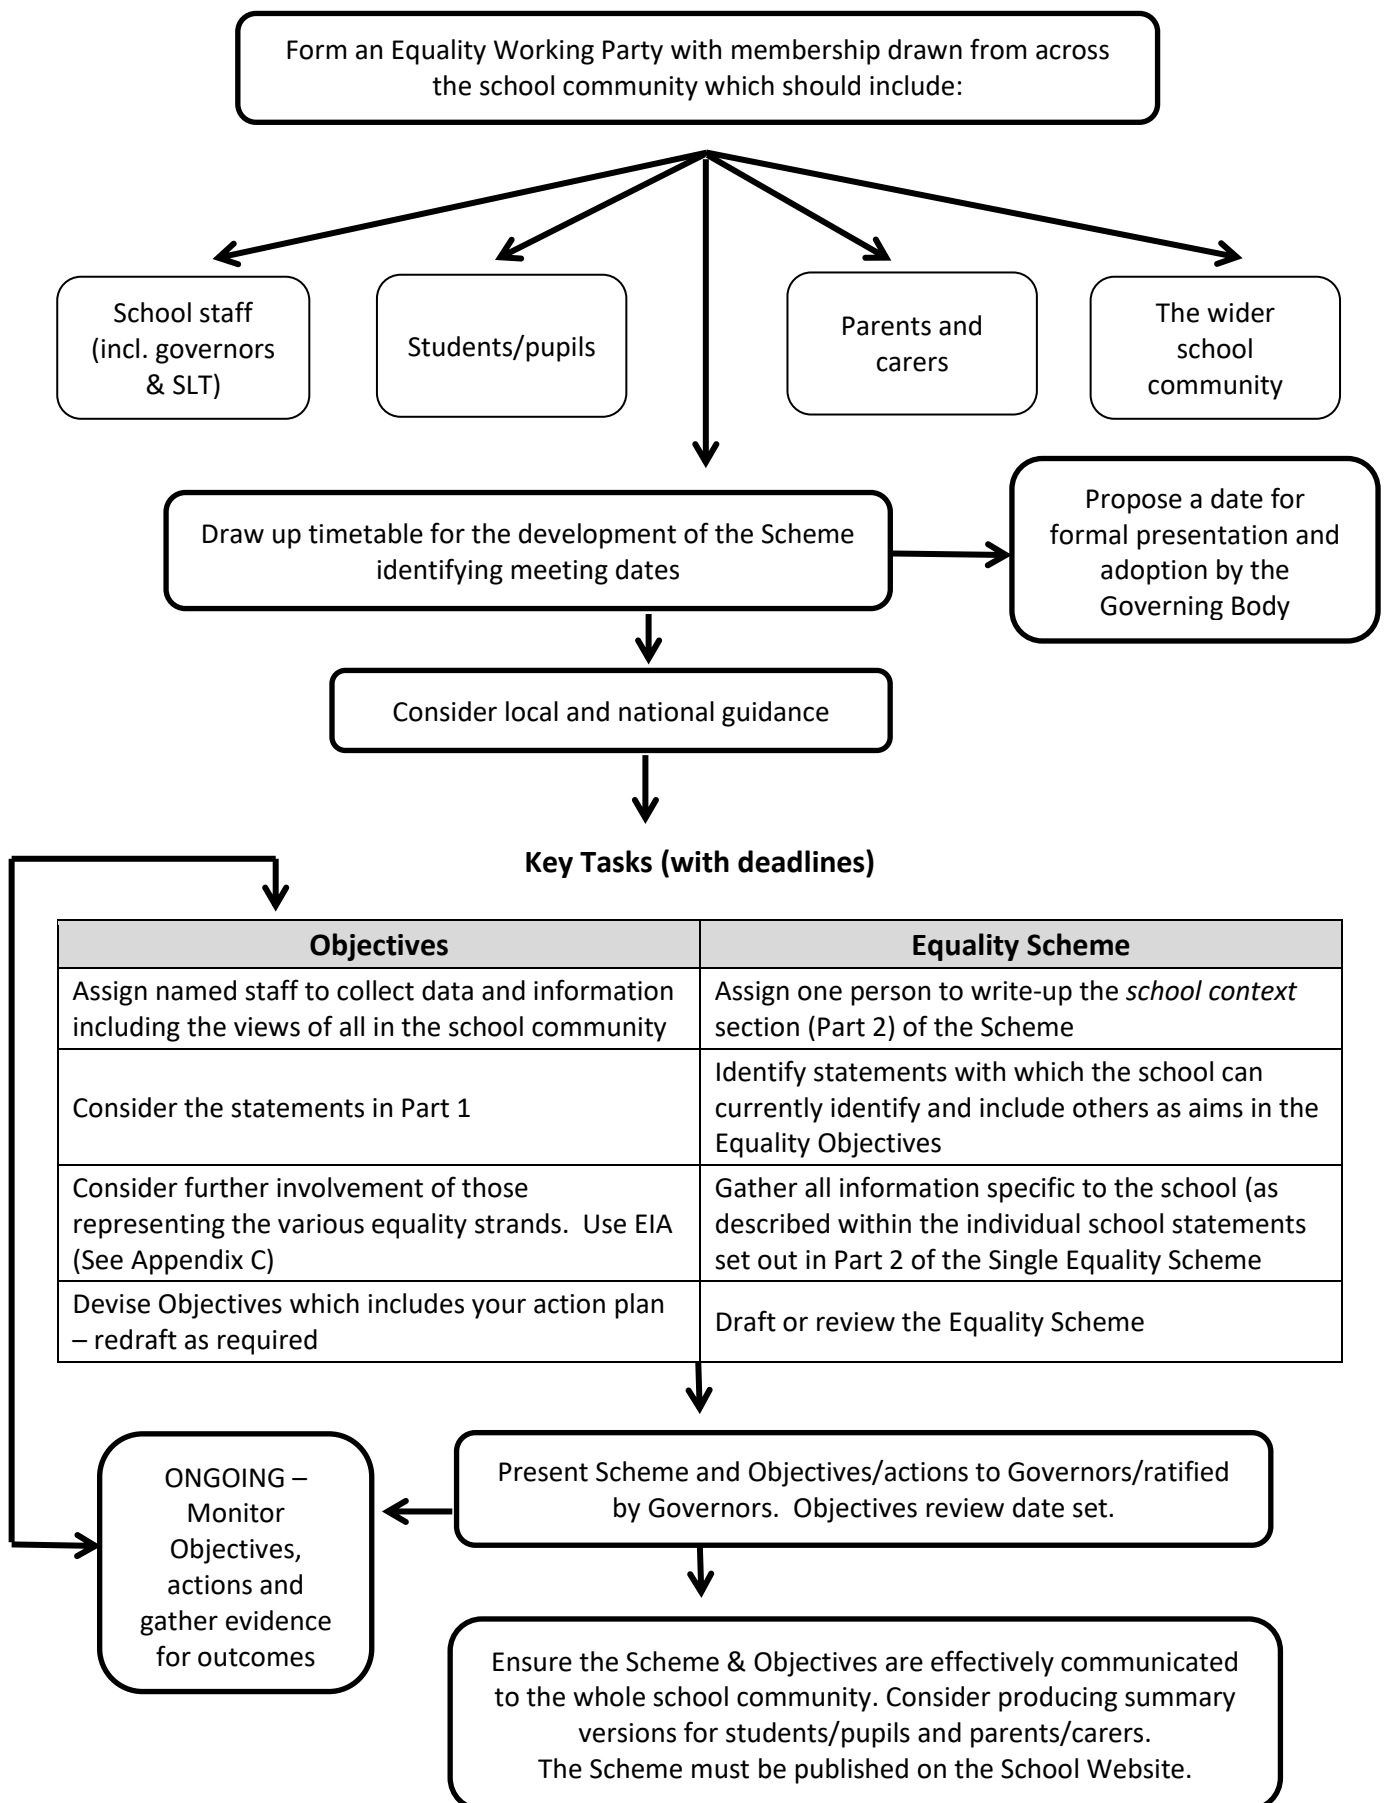 Form an Equality Working Party with membership drawn from across
the school community which should include:
School staff
(incl. governors
& SLT)
Students/pupils
Parents and
carers
The wider
school
community
Draw up timetable for the development of the Scheme
identifying meeting dates
Propose a date for
formal presentation and
adoption by the
Governing Body
Consider local and national guidance
Key Tasks (with deadlines)
Objectives
Equality Scheme
Assign named staff to collect data and information
including the views of all in the school community
Assign one person to write-up the school context
section (Part 2) of the Scheme
Consider the statements in Part 1
Identify statements with which the school can
currently identify and include others as aims in the
Equality Objectives
Consider further involvement of those
representing the various equality strands.  Use EIA
(See Appendix C)
Gather all information specific to the school (as
described within the individual school statements
set out in Part 2 of the Single Equality Scheme
Devise Objectives which includes your action plan
– redraft as required
Draft or review the Equality Scheme
Present Scheme and Objectives/actions to Governors/ratified
by Governors.  Objectives review date set.
ONGOING –
Monitor
Objectives,
actions and
gather evidence
for outcomes
Ensure the Scheme & Objectives are effectively communicated
to the whole school community. Consider producing summary
versions for students/pupils and parents/carers.
The Scheme must be published on the School Website.